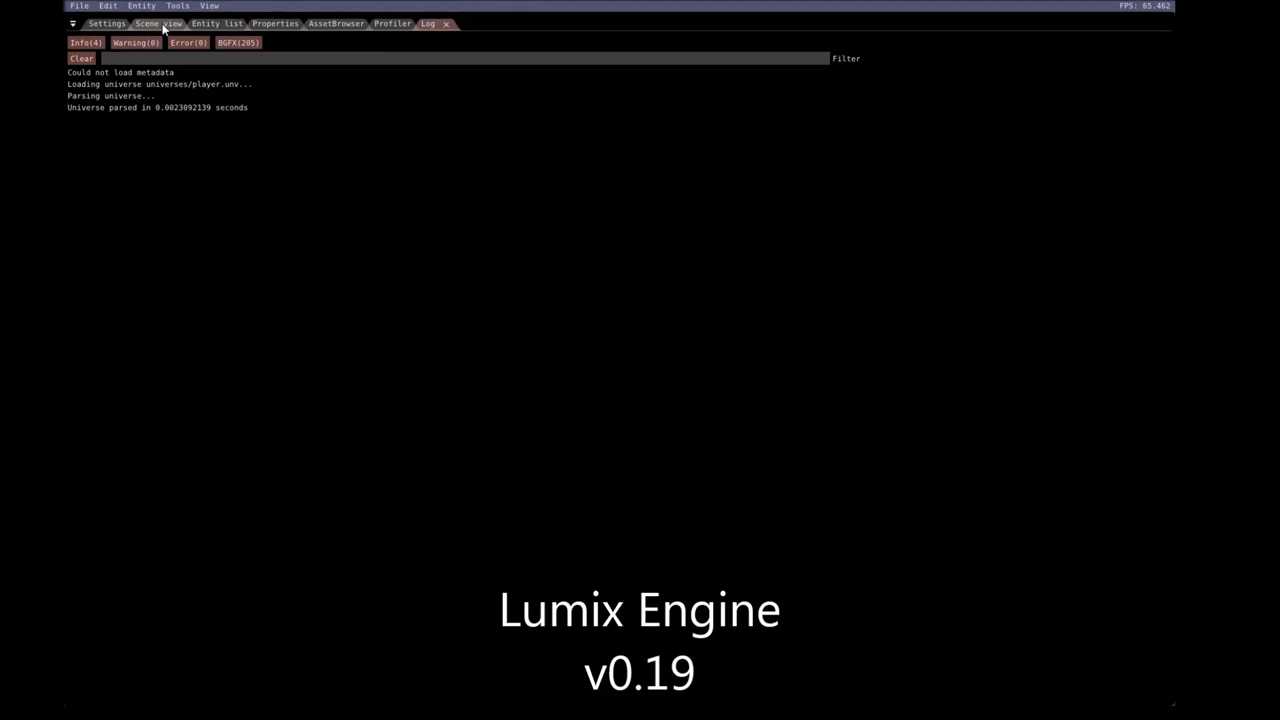 File Edit Entity Tools View FPS: 65.462
Settings Scene view Entity list Properties AssetBrowser Profiler Log
Info(4) Warning(0) Error(0) BGFX(205)
Clear Filter
Could not load metadata
Loading universe universes/player.unv...
Parsing universe...
Universe parsed in 0.0023092139 seconds
Lumix Engine
v0.19